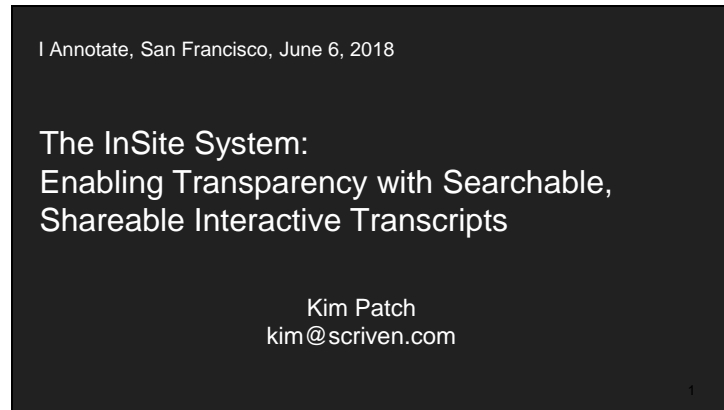 I Annotate, San Francisco, June 6, 2018
The InSite System:
Enabling Transparency with Searchable,
Shareable Interactive Transcripts
Kim Patch
kim@scriven.com
1